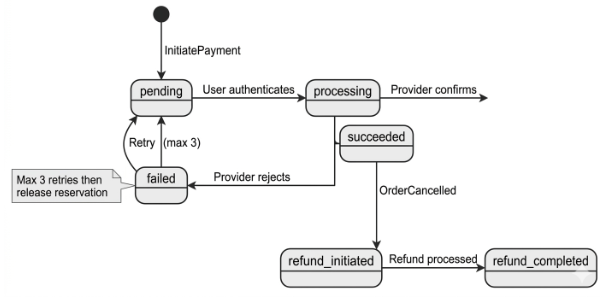 InitiatePayment
pending
User authenticates
processing
Provider confirms
Retry
(max 3)
succeeded
Max 3 retries then
release reservation
failed
Provider rejects
OrderCancelled
refund_initiated
Refund processed
refund_completed